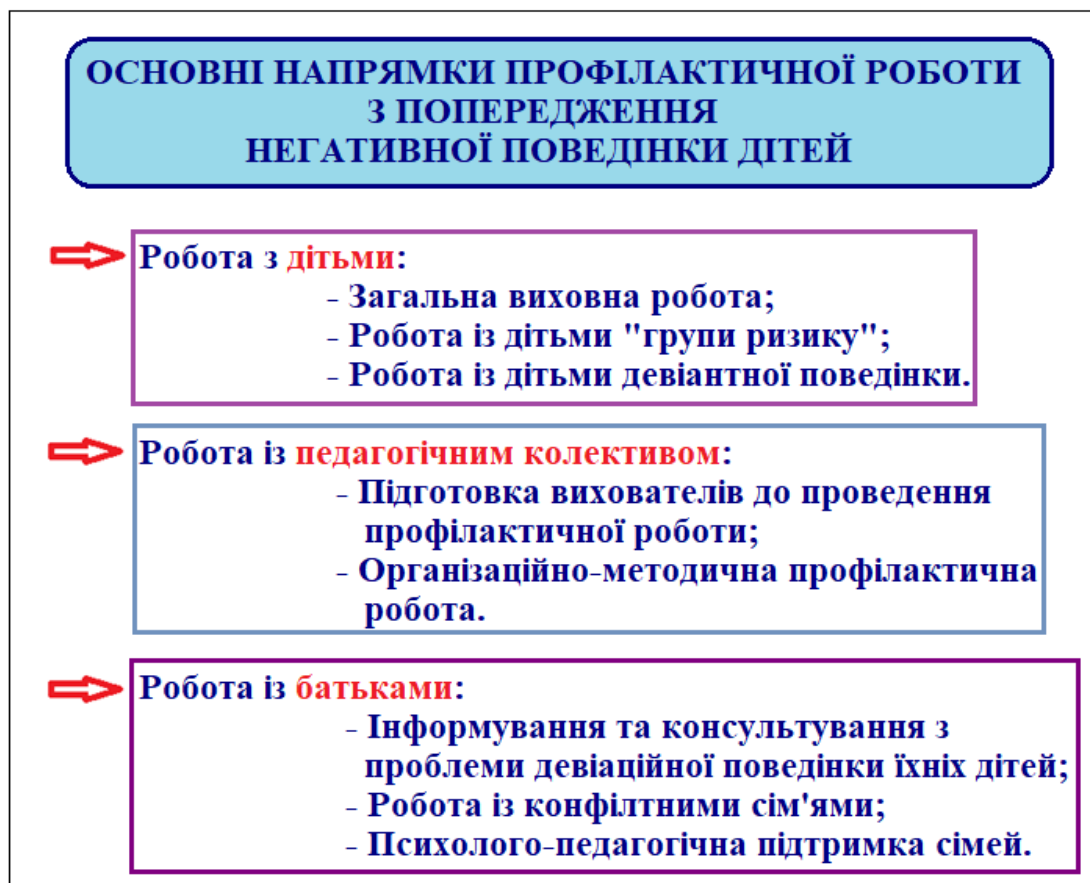 ОСНОВНІ НАПРЯМКИ ПРОФІЛАКТИЧНОЇ РОБОТИ
З ПОПЕРЕДЖЕННЯ
НЕГАТИВНОЇ ПОВЕДІНКИ ДІТЕЙ
Робота з дітьми:
- Загальна виховна робота;
- Робота із дітьми "групи ризику";
- Робота із дітьми девіантної поведінки.
Робота із педагогічним колективом:
- Підготовка вихователів до проведення
профілактичної роботи;
- Організаційно-методична профілактична
робота.
Робота із батьками:
- Інформування та консультування з
проблеми девіаційної поведінки їхніх дітей;
- Робота із конфілтними сім'ями;
- Психолого-педагогічна підтримка сімей.